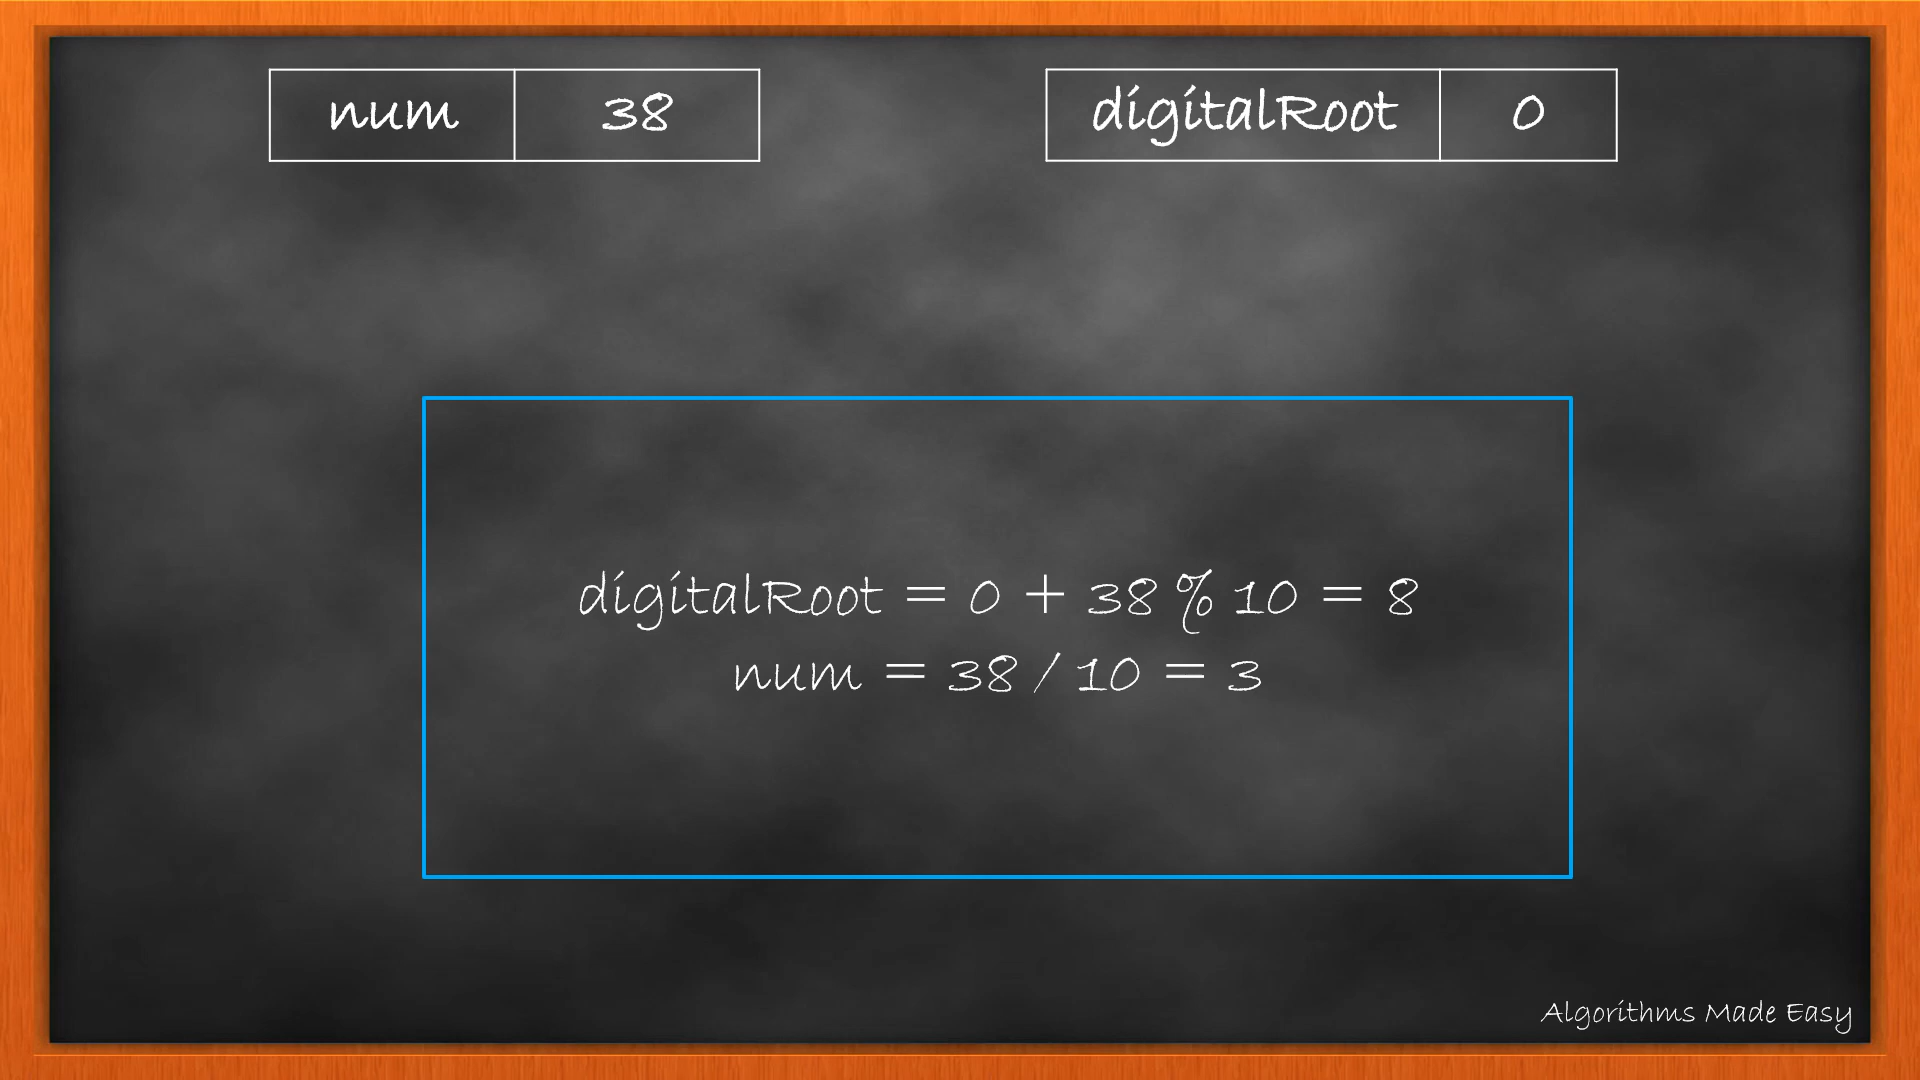 num 38 digitalRoot 0
digitalRoot = 0 + 38 % 10 = 8
num = 38 / 10 = 3
Algorithms Made Easy